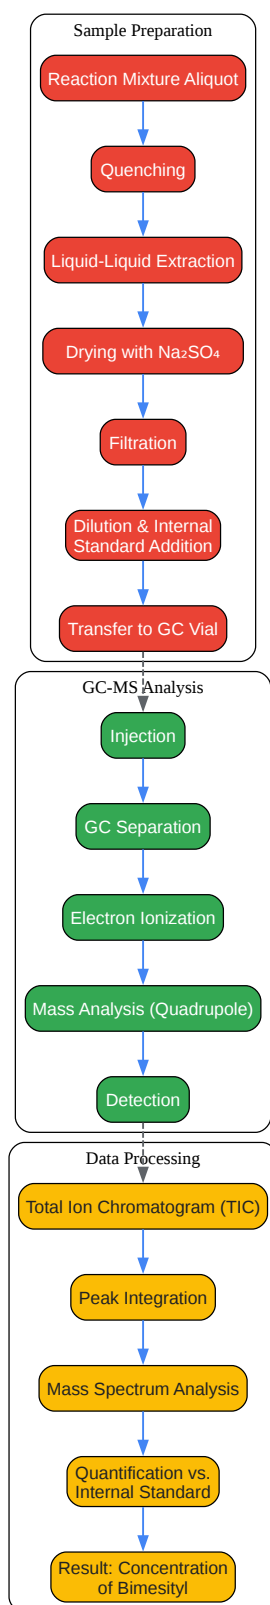 Sample Preparation
Reaction Mixture Aliquot
Quenching
Liquid-Liquid Extraction
Drying with Na₂SO₄
Filtration
Dilution & Internal
Standard Addition
Transfer to GC Vial
GC-MS Analysis
Injection
GC Separation
Electron Ionization
Mass Analysis (Quadrupole)
Detection
Data Processing
Total Ion Chromatogram (TIC)
Peak Integration
Mass Spectrum Analysis
Quantification vs.
Internal Standard
Result: Concentration
of Bimesityl